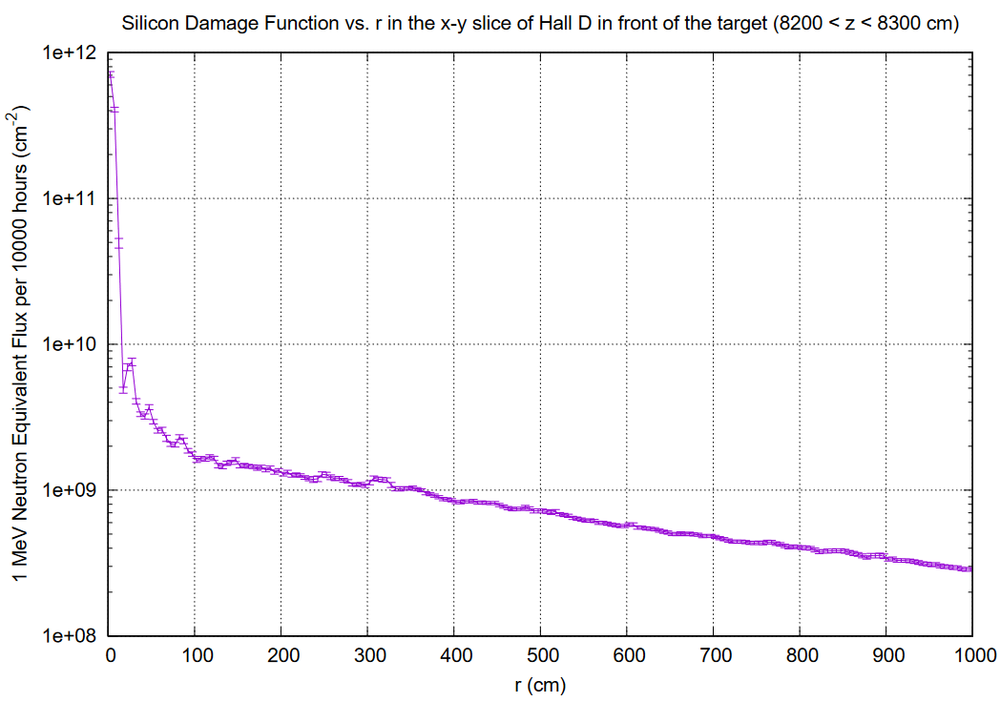 Silicon Damage Function vs. r in the x-y slice of Hall D in front of the target (8200 < z < 8300 cm)
1 MeV Neutron Equivalent Flux per 10000 hours (cm-2)
1e+12
1e+11
1e+10
1e+09
1e+08
0 100 200 300 400 500 600 700 800 900 1000
r (cm)